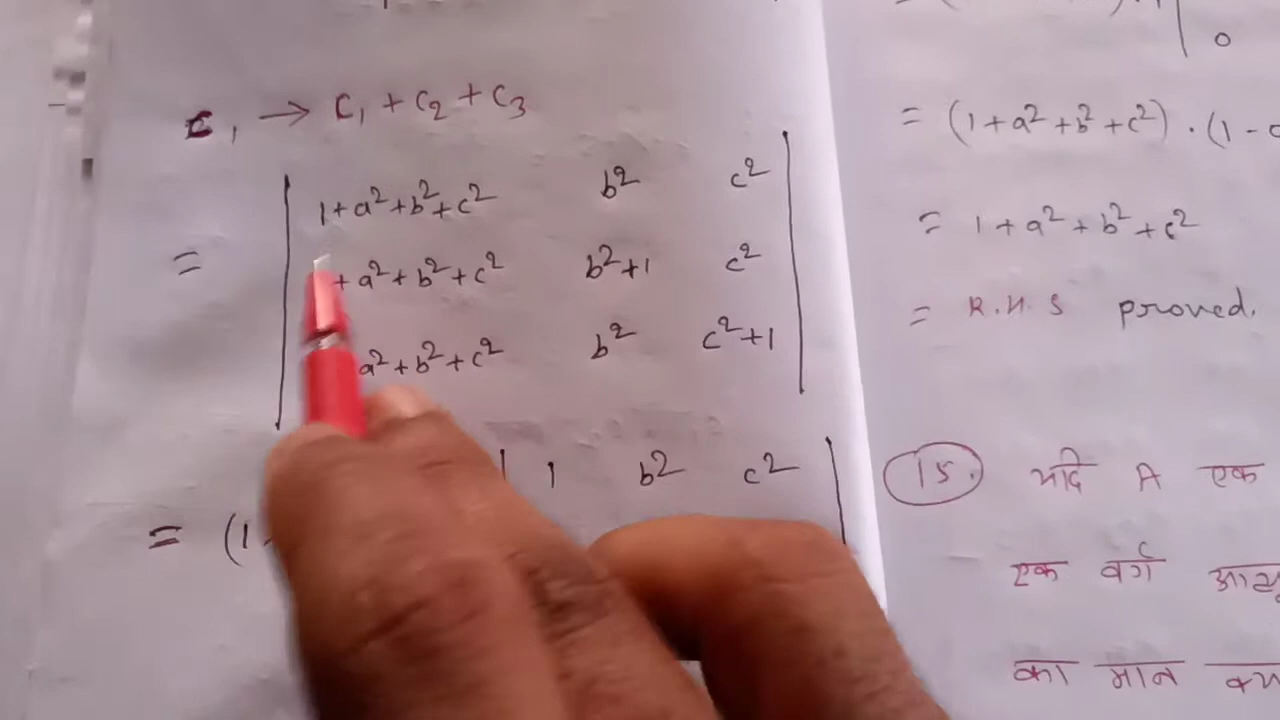 C₁ → C₁ + C₂ + C₃
= | 1+a²+b²+c² b² c² |
+a²+b²+c² b²+1 c²
a²+b²+c² b² c²+1
= (1 | 1 b² c² |
0
= (1+a²+b²+c²).(1-
= 1+a²+b²+c²
= R.H.S proved.
15. यदि A एक
एक वर्ग
का मान